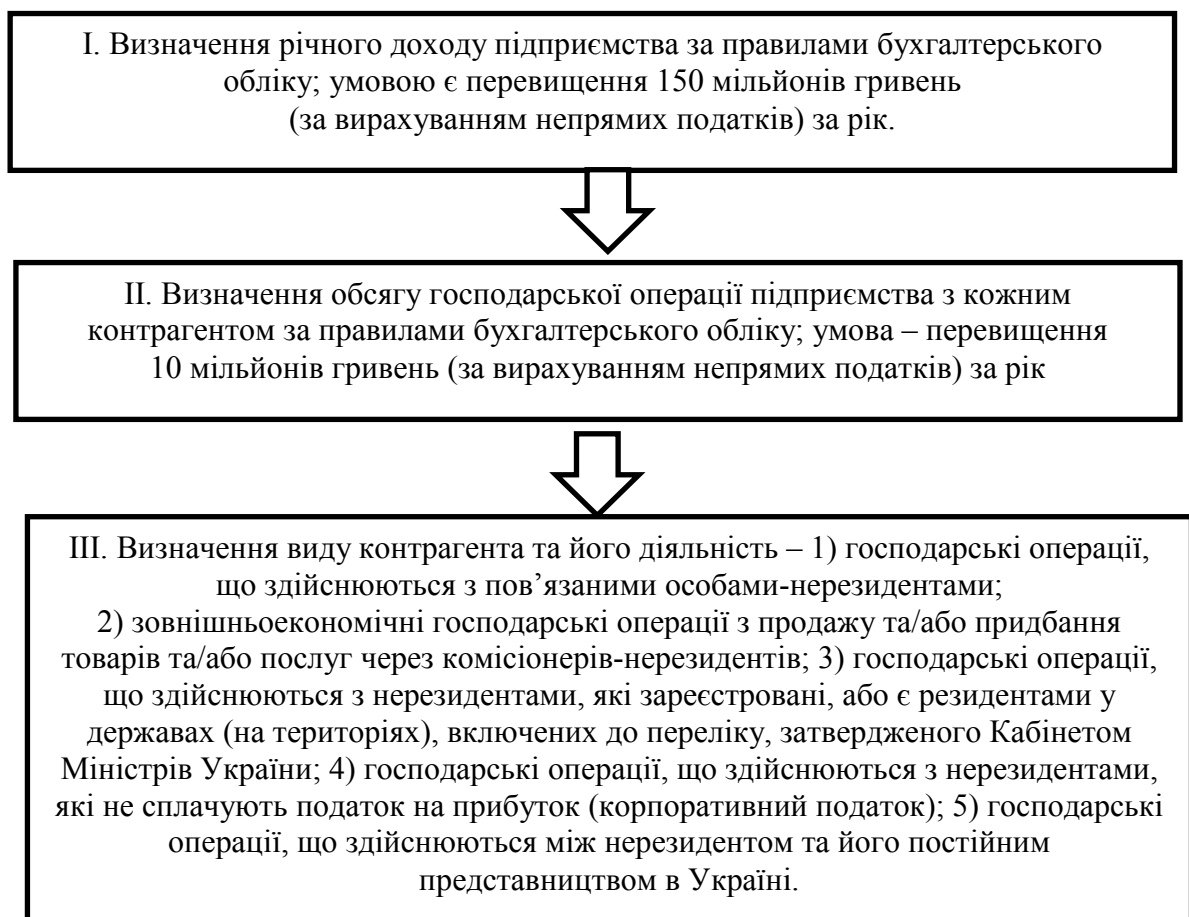 I. Визначення річного доходу підприємства за правилами бухгалтерського
обліку; умовою є перевищення 150 мільйонів гривень
(за вирахуванням непрямих податків) за рік.
II. Визначення обсягу господарської операції підприємства з кожним
контрагентом за правилами бухгалтерського обліку; умова – перевищення
10 мільйонів гривень (за вирахуванням непрямих податків) за рік
III. Визначення виду контрагента та його діяльність – 1) господарські операції,
що здійснюються з пов’язаними особами-нерезидентами;
2) зовнішньоекономічні господарські операції з продажу та/або придбання
товарів та/або послуг через комісіонерів-нерезидентів; 3) господарські операції,
що здійснюються з нерезидентами, які зареєстровані, або є резидентами у
державах (на територіях), включених до переліку, затвердженого Кабінетом
Міністрів України; 4) господарські операції, що здійснюються з нерезидентами,
які не сплачують податок на прибуток (корпоративний податок); 5) господарські
операції, що здійснюються між нерезидентом та його постійним
представництвом в Україні.